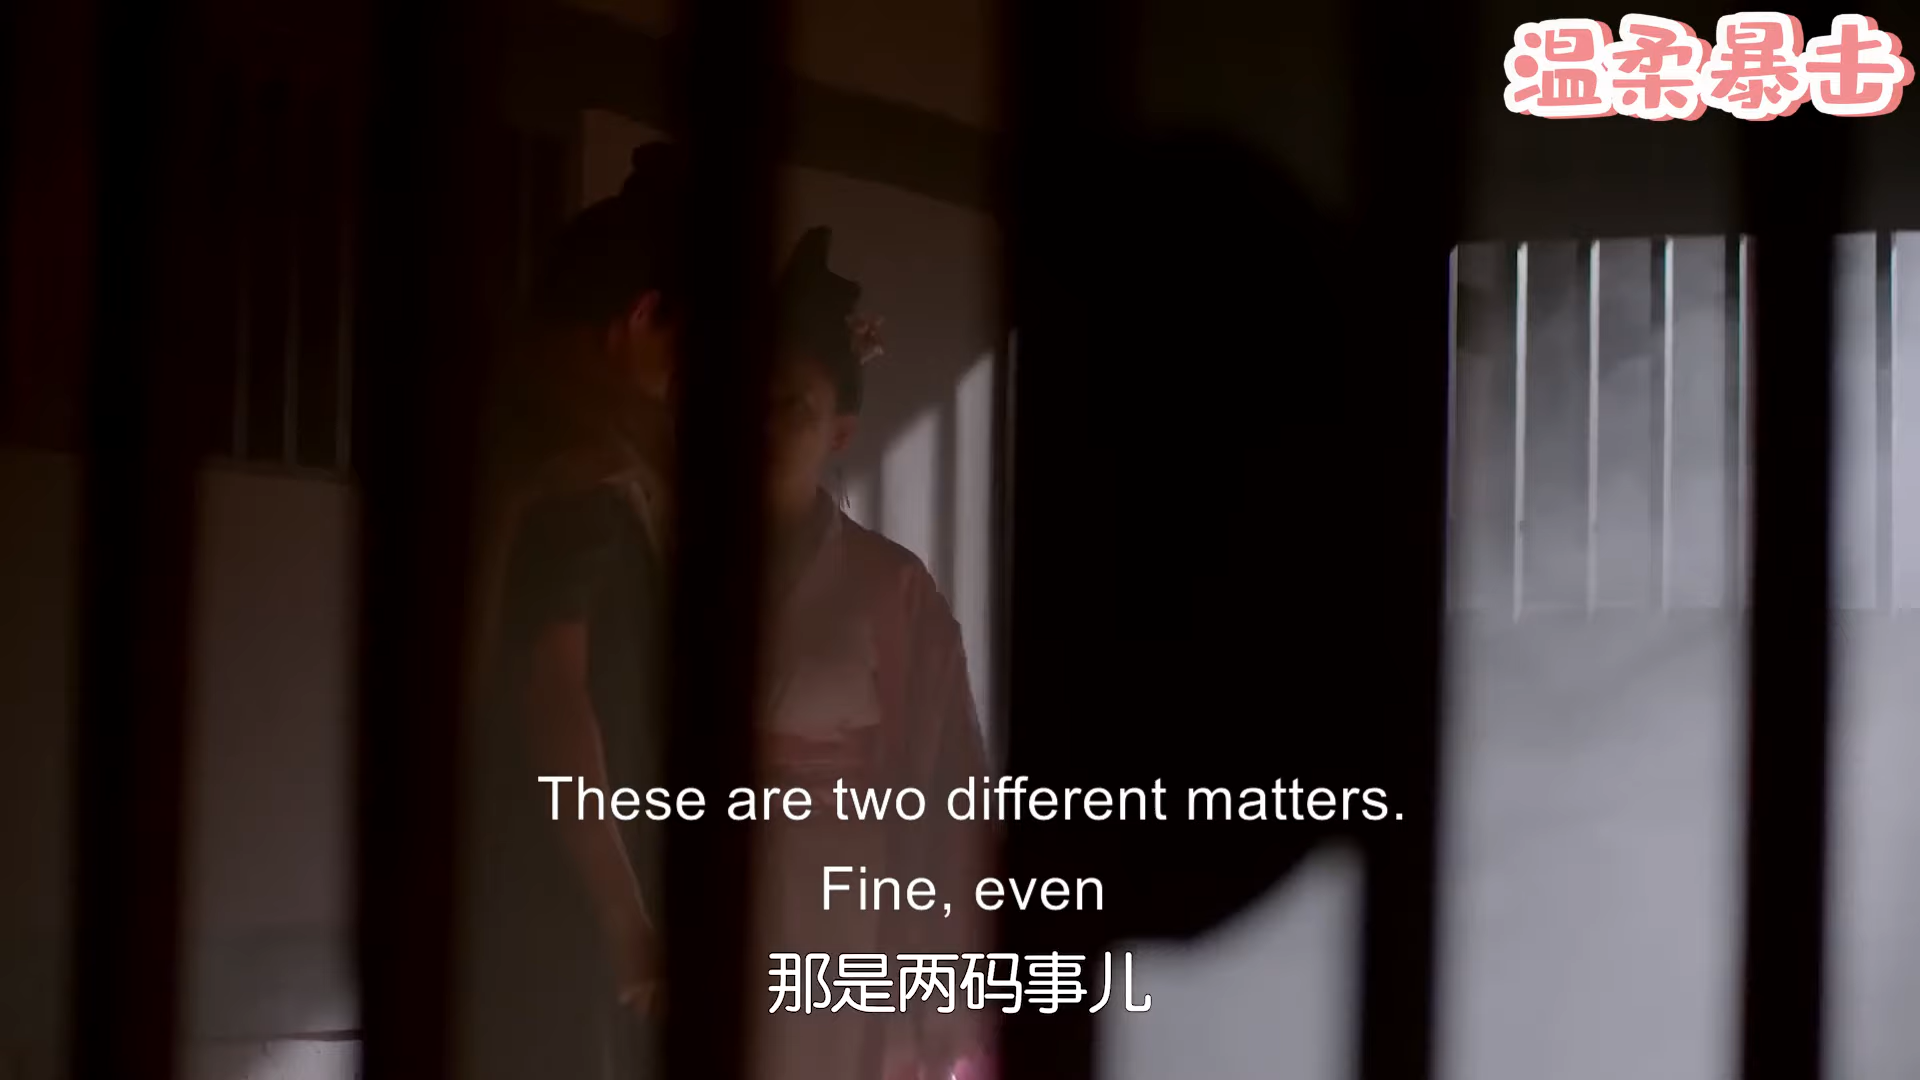 温柔暴击
These are two different matters.
Fine, even
那是两码事儿